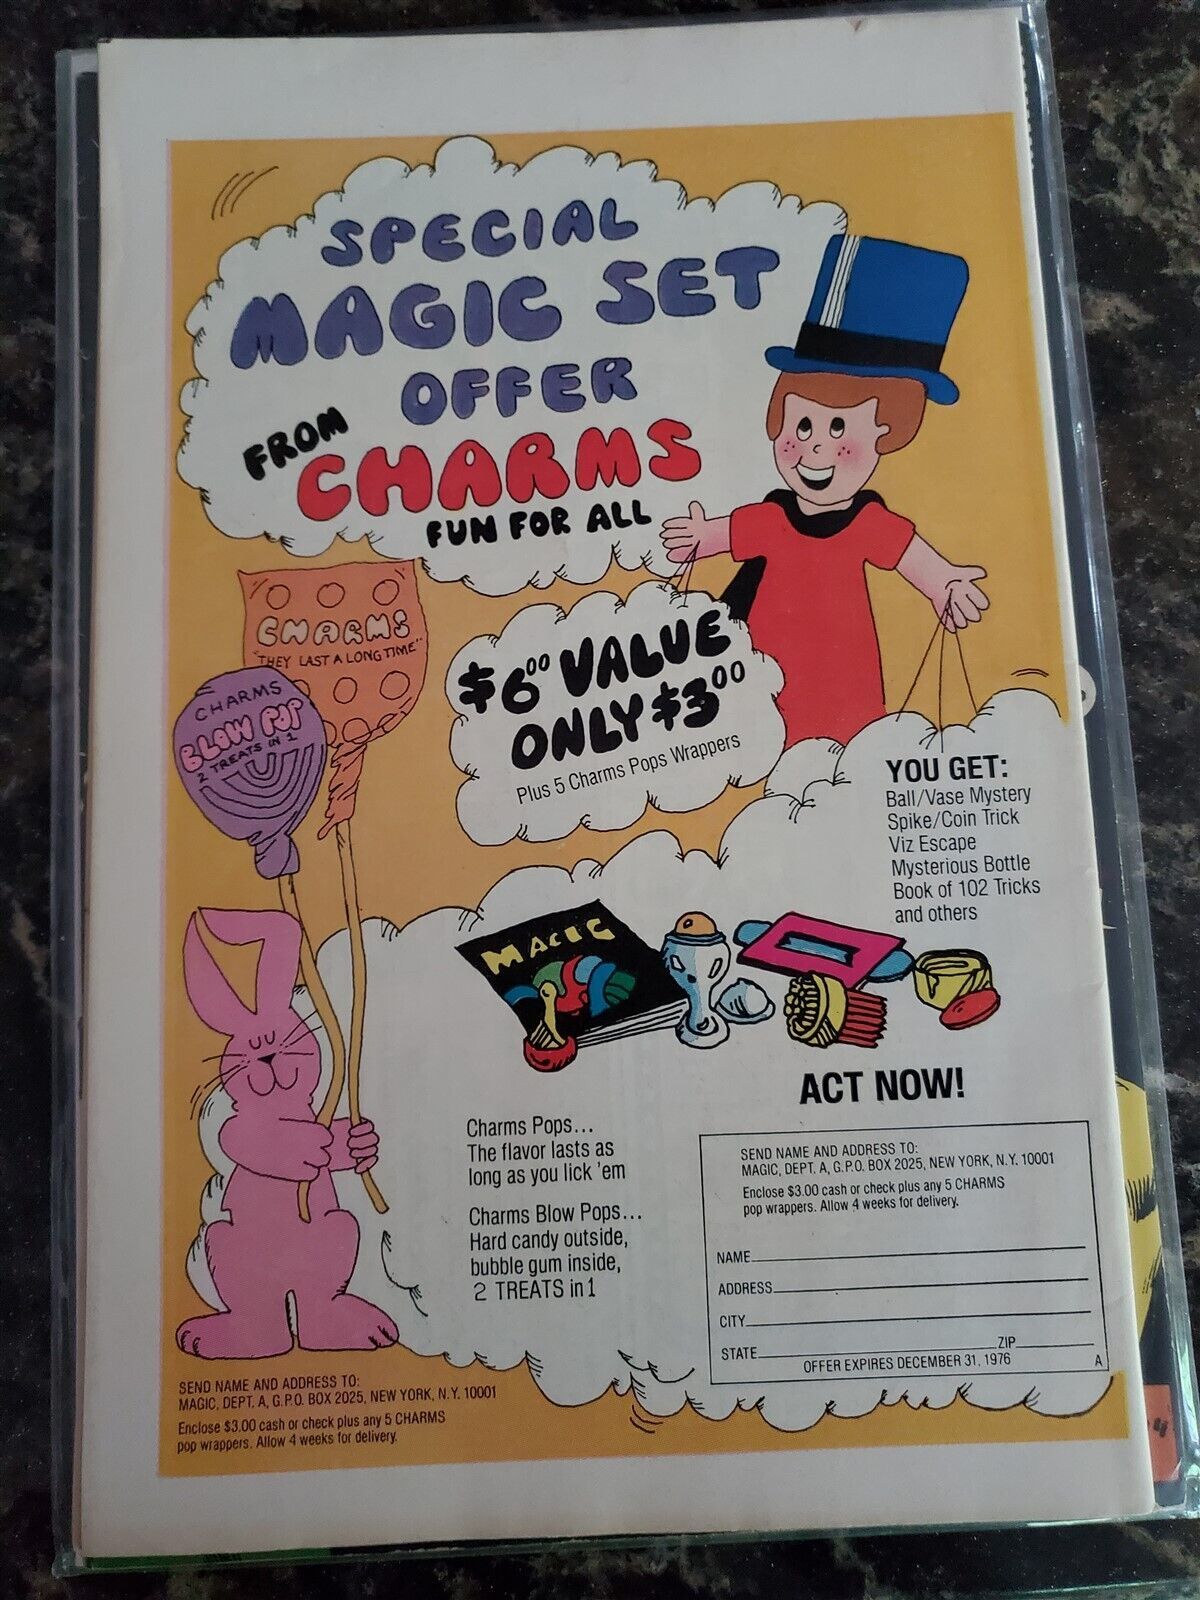 SPECIAL
MAGIC SET
OFFER
FROM
CHARMS
FUN FOR ALL
CHARMS
"THEY LAST A LONG TIME"
CHARMS
BLOW POP
2 TREATS IN 1
$6.00 VALUE
ONLY $3.00
Plus 5 Charms Pops Wrappers
YOU GET:
Ball/Vase Mystery
Spike/Coin Trick
Viz Escape
Mysterious Bottle
Book of 102 Tricks
and others
MAGIC
ACT NOW!
Charms Pops...
The flavor lasts as
long as you lick 'em
Charms Blow Pops...
Hard candy outside,
bubble gum inside,
2 TREATS in 1
SEND NAME AND ADDRESS TO:
MAGIC, DEPT. A, G.P.O. BOX 2025, NEW YORK, N.Y. 10001
Enclose $3.00 cash or check plus any 5 CHARMS
pop wrappers. Allow 4 weeks for delivery.
NAME
ADDRESS
CITY
STATE ZIP
OFFER EXPIRES DECEMBER 31, 1976 A
SEND NAME AND ADDRESS TO:
MAGIC, DEPT. A, G.P.O. BOX 2025, NEW YORK, N.Y. 10001
Enclose $3.00 cash or check plus any 5 CHARMS
pop wrappers. Allow 4 weeks for delivery.